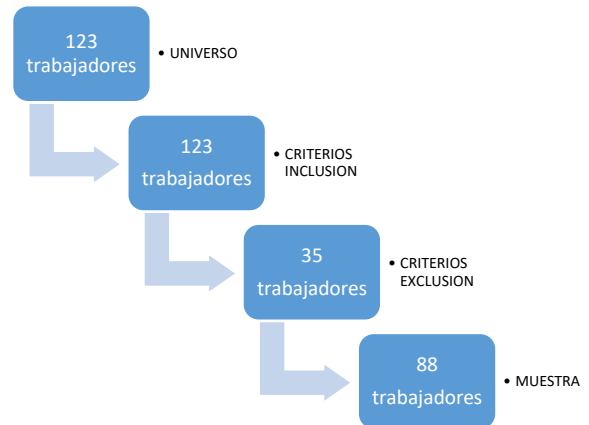 123
trabajadores
• UNIVERSO
123
trabajadores
• CRITERIOS
INCLUSION
35
trabajadores
• CRITERIOS
EXCLUSION
88
trabajadores
• MUESTRA